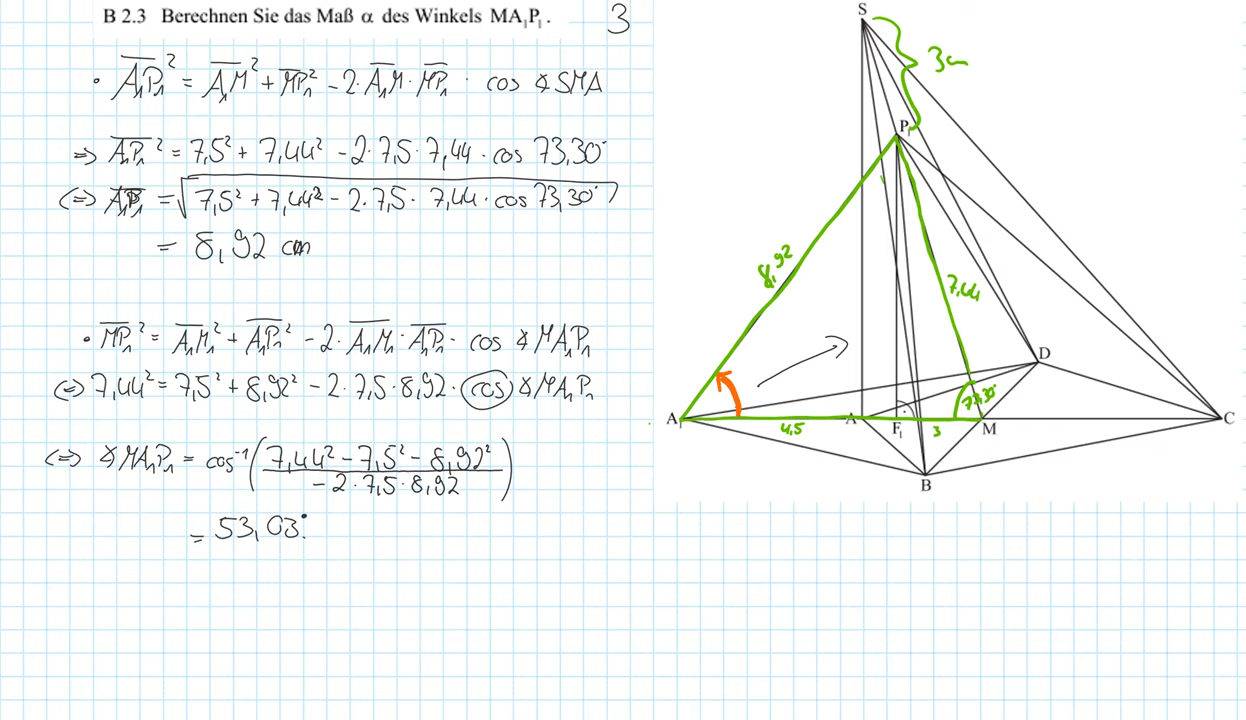 B 2.3 Berechnen Sie das Maß α des Winkels MA₁P₁. 3
• A₁P₁² = A₁M² + MP₁² - 2·A₁M·MP₁ · cos ∢SMA
⇒ A₁P₁² = 7,5² + 7,44² - 2·7,5·7,44 · cos 73,30°
⇔ A₁P₁ = √7,5² + 7,44² - 2·7,5·7,44·cos 73,30°
= 8,92 cm
• MP₁² = A₁M₁² + A₁P₁² - 2·A₁M₁·A₁P₁· cos ∢MA₁P₁
⇔ 7,44² = 7,5² + 8,92² - 2·7,5·8,92·cos ∢MA₁P₁
⇔ ∢MA₁P₁ = cos⁻¹(7,44² - 7,5² - 8,92²
-2·7,5·8,92)
= 53,03°
S
3cm
P₁
8,92
7,44
D
73,30°
A₁
4,5
A
F₁
3
M
C
B